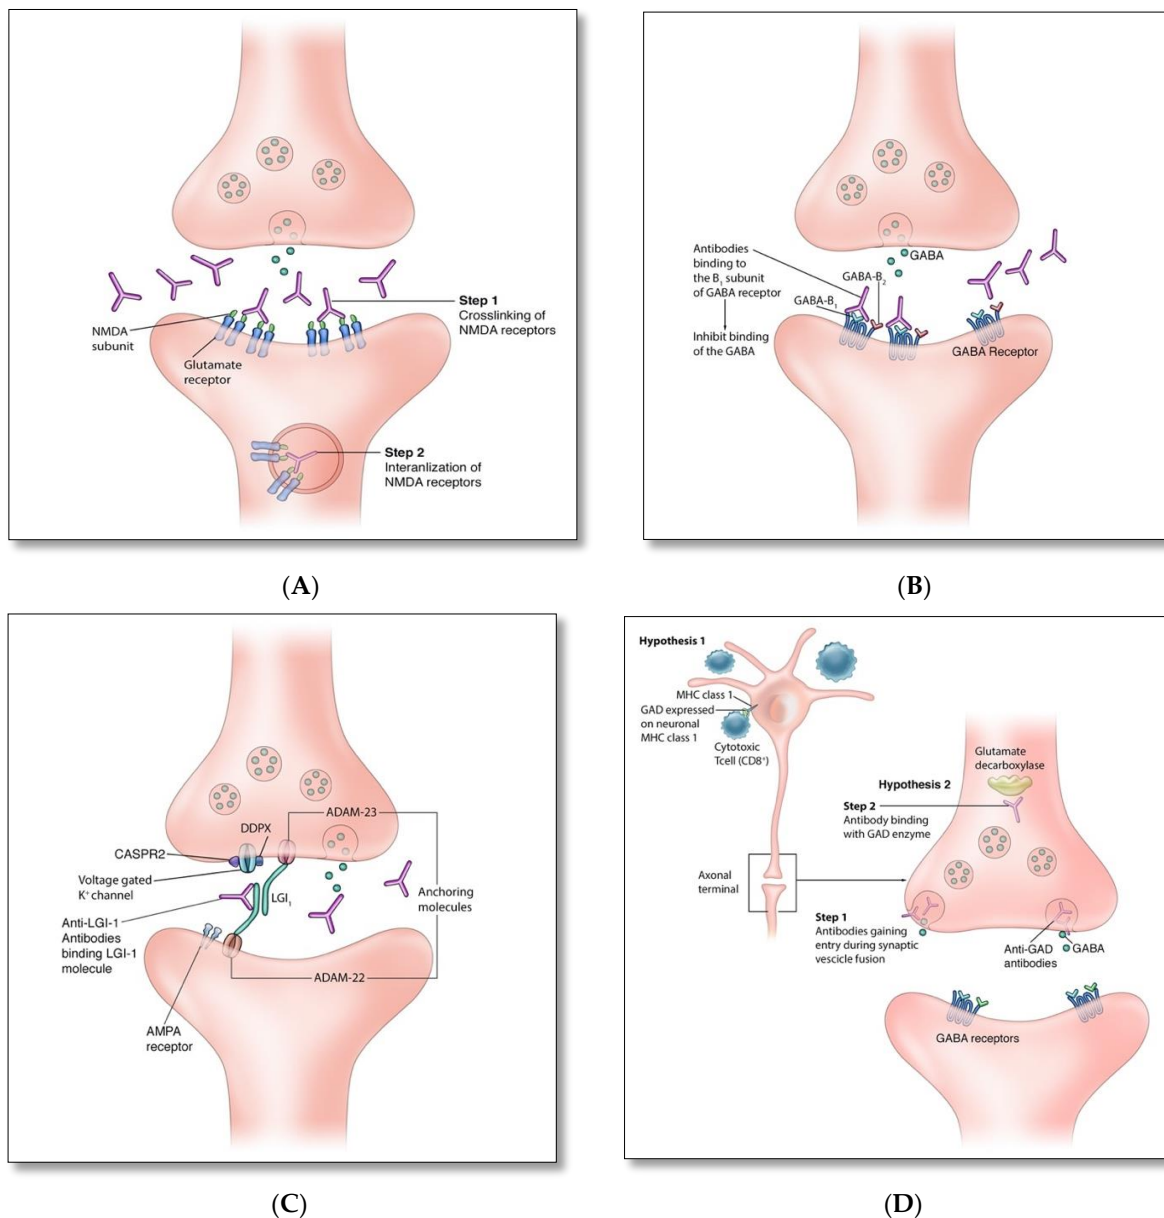 Step 1
Crosslinking of
NMDA receptors
NMDA
subunit
Glutamate
receptor
Step 2
Interanlization of
NMDA receptors
(A)
Antibodies
binding to
the B1 subunit
of GABA receptor
Inhibit binding
of the GABA
GABA
GABA-B2
GABA-B1
GABA Receptor
(B)
ADAM-23
DDPX
CASPR2
Voltage gated
K+ channel
LGI1
Anchoring
molecules
Anti-LGI-1
Antibodies
binding LGI-1
molecule
ADAM-22
AMPA
receptor
(C)
Hypothesis 1
MHC class 1
GAD expressed
on neuronal
MHC class 1
Cytotoxic
Tcell (CD8+)
Glutamate
decarboxylase
Hypothesis 2
Step 2
Antibody binding
with GAD enzyme
Axonal
terminal
Step 1
Antibodies gaining
entry during synaptic
vesicle fusion
Anti-GAD
antibodies
GABA
GABA receptors
(D)